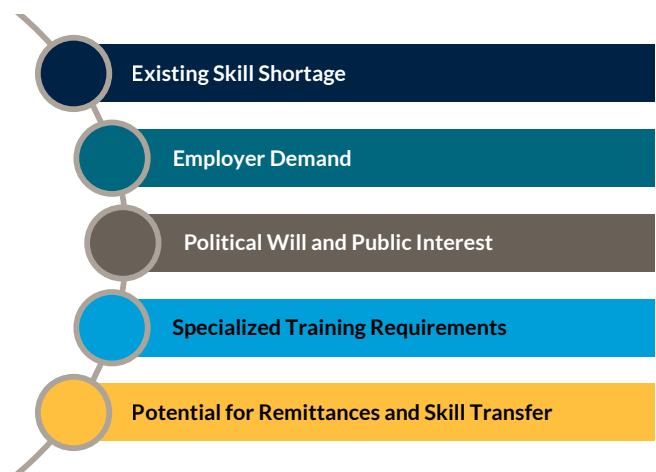 Existing Skill Shortage
Employer Demand
Political Will and Public Interest
Specialized Training Requirements
Potential for Remittances and Skill Transfer